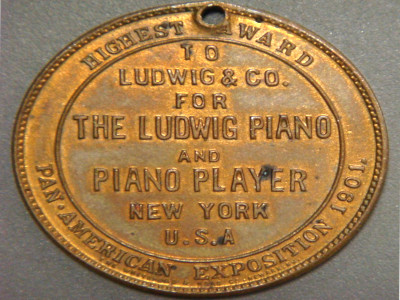 HIGHEST AWARD
TO
LUDWIG & CO.
FOR
THE LUDWIG PIANO
AND
PIANO PLAYER
NEW YORK
U.S.A
PAN-AMERICAN EXPOSITION 1901.